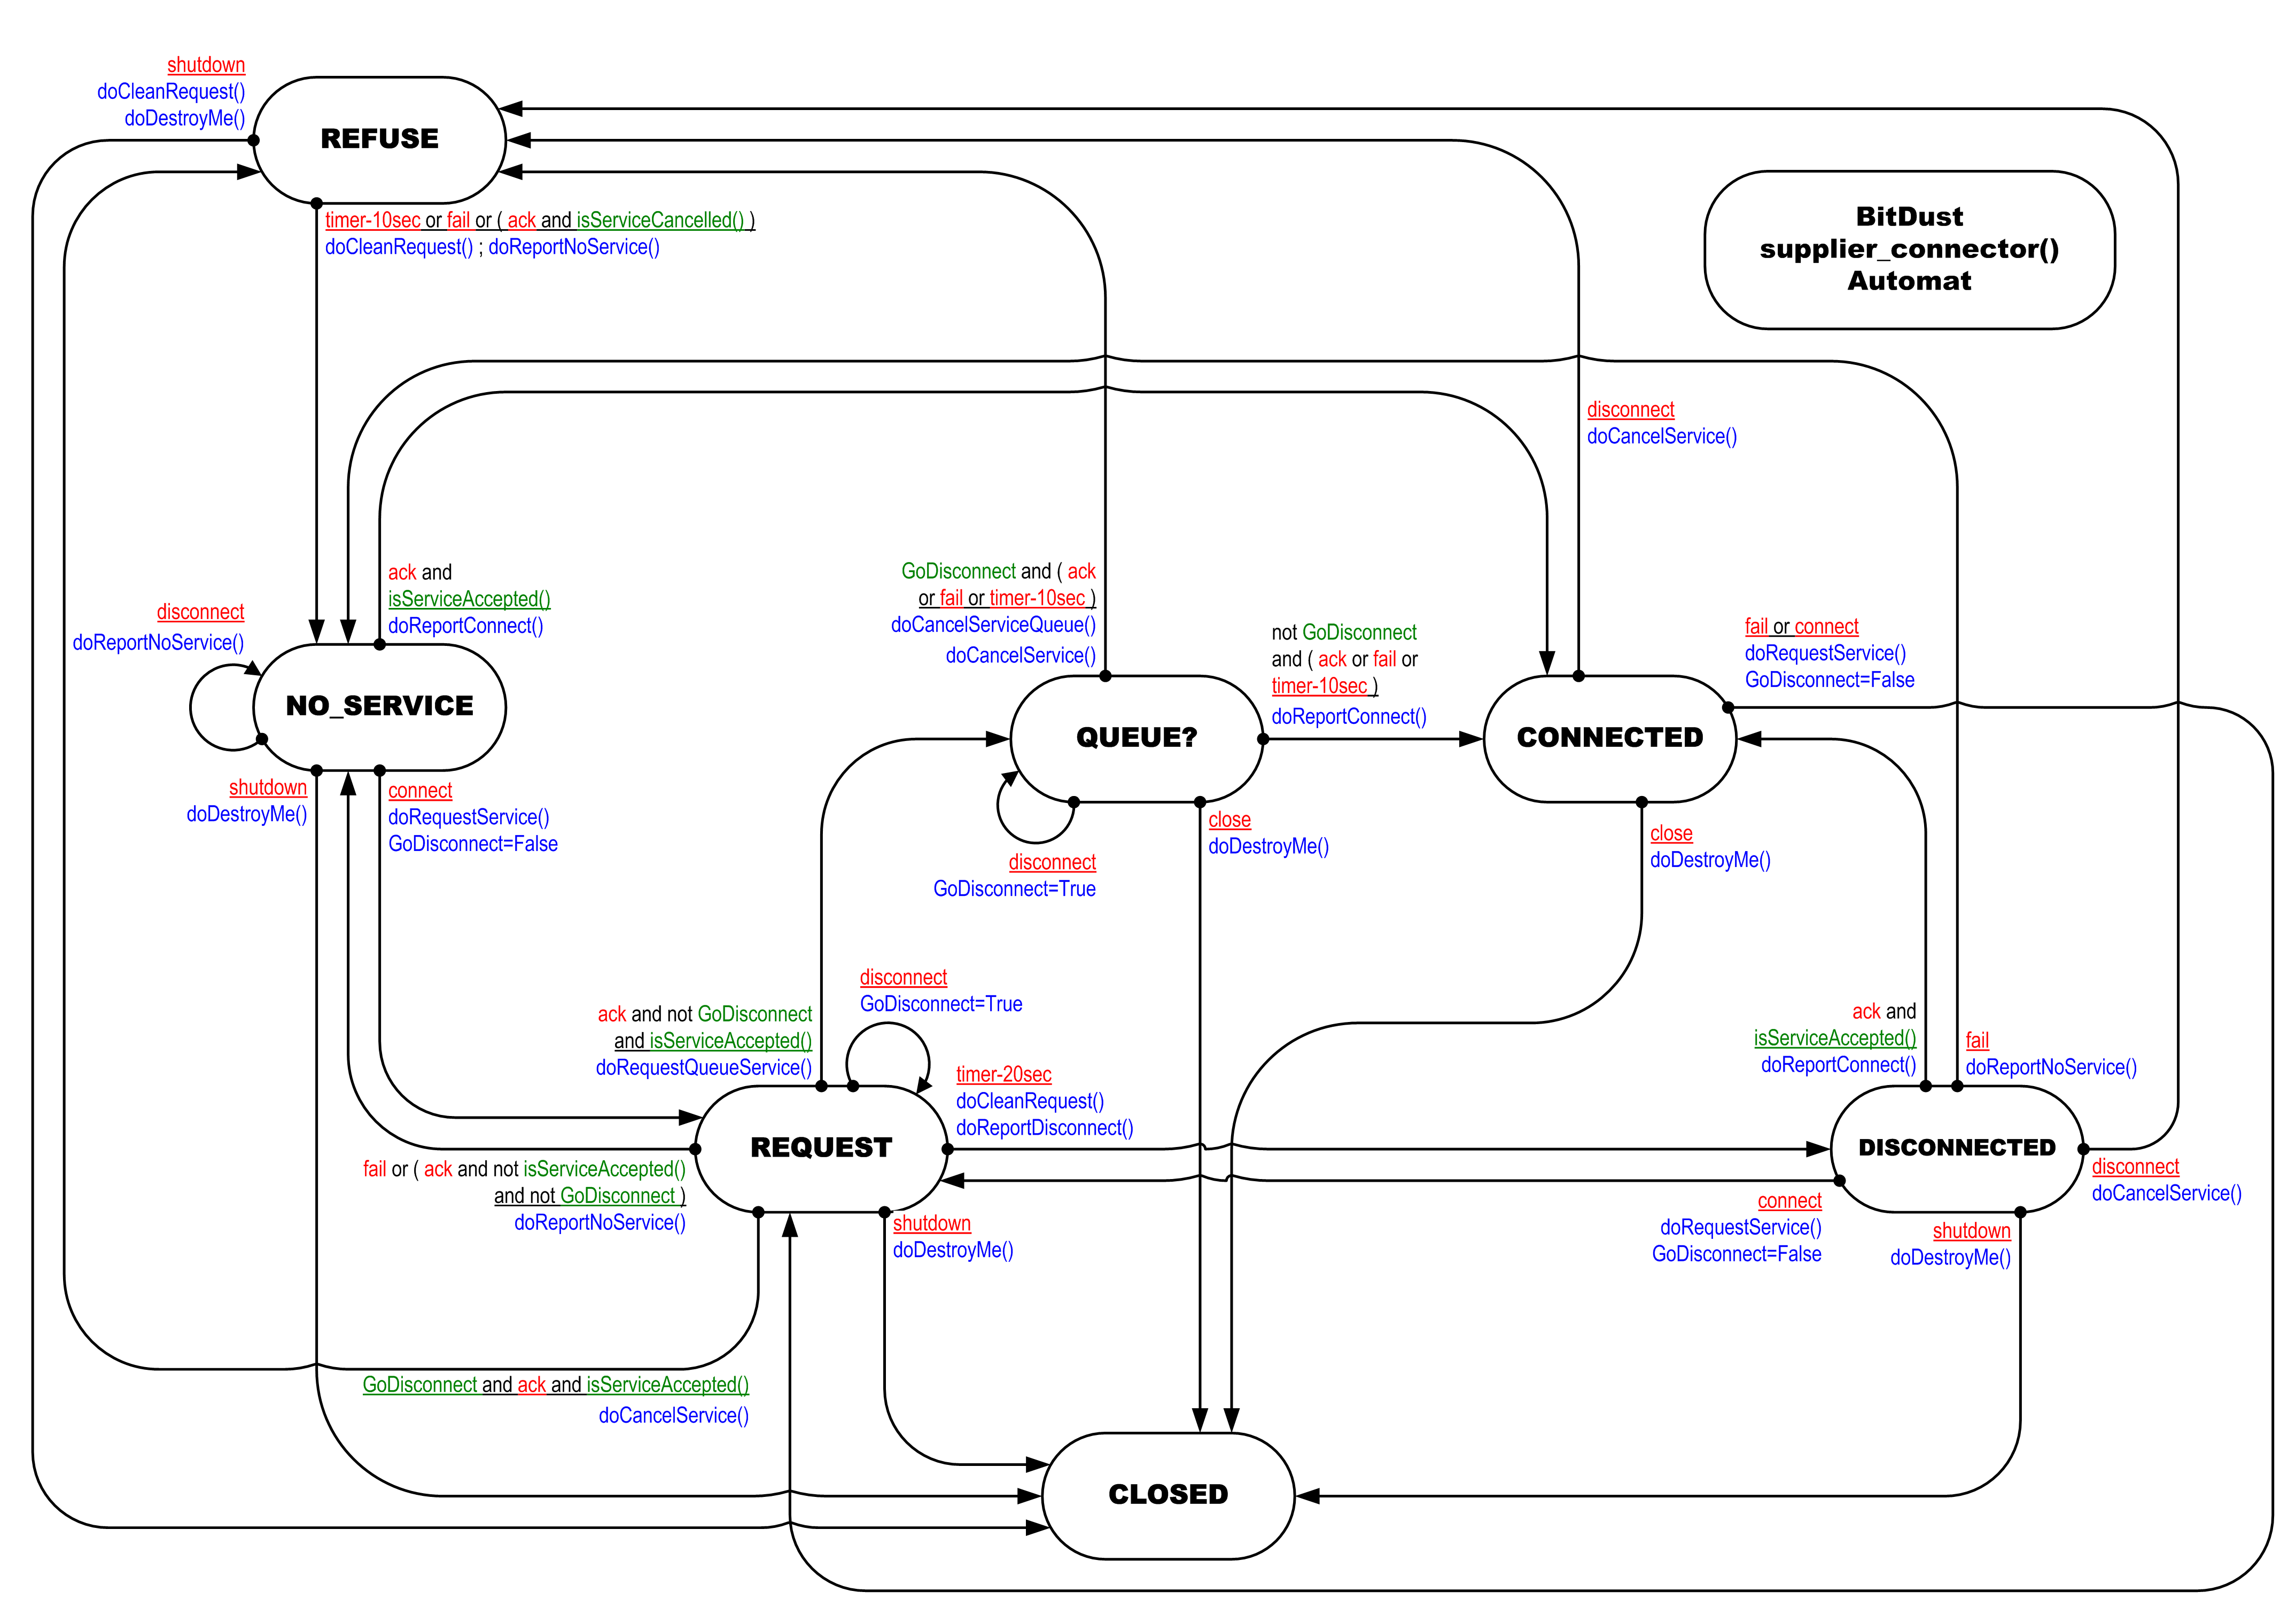 shutdown
doCleanRequest()
doDestroyMe()
REFUSE
timer-10sec or fail or ( ack and isServiceCancelled() )
doCleanRequest() ; doReportNoService()
BitDust
supplier_connector()
Automat
disconnect
doCancelService()
ack and
isServiceAccepted()
doReportConnect()
disconnect
doReportNoService()
NO_SERVICE
GoDisconnect and ( ack
or fail or timer-10sec )
doCancelServiceQueue()
doCancelService()
QUEUE?
not GoDisconnect
and ( ack or fail or
timer-10sec )
doReportConnect()
CONNECTED
fail or connect
doRequestService()
GoDisconnect=False
shutdown
doDestroyMe()
connect
doRequestService()
GoDisconnect=False
disconnect
GoDisconnect=True
close
doDestroyMe()
close
doDestroyMe()
ack and not GoDisconnect
and isServiceAccepted()
doRequestQueueService()
disconnect
GoDisconnect=True
timer-20sec
doCleanRequest()
doReportDisconnect()
REQUEST
ack and
isServiceAccepted()
doReportConnect()
fail
doReportNoService()
DISCONNECTED
fail or ( ack and not isServiceAccepted()
and not GoDisconnect )
doReportNoService()
shutdown
doDestroyMe()
connect
doRequestService()
GoDisconnect=False
shutdown
doDestroyMe()
disconnect
doCancelService()
GoDisconnect and ack and isServiceAccepted()
doCancelService()
CLOSED